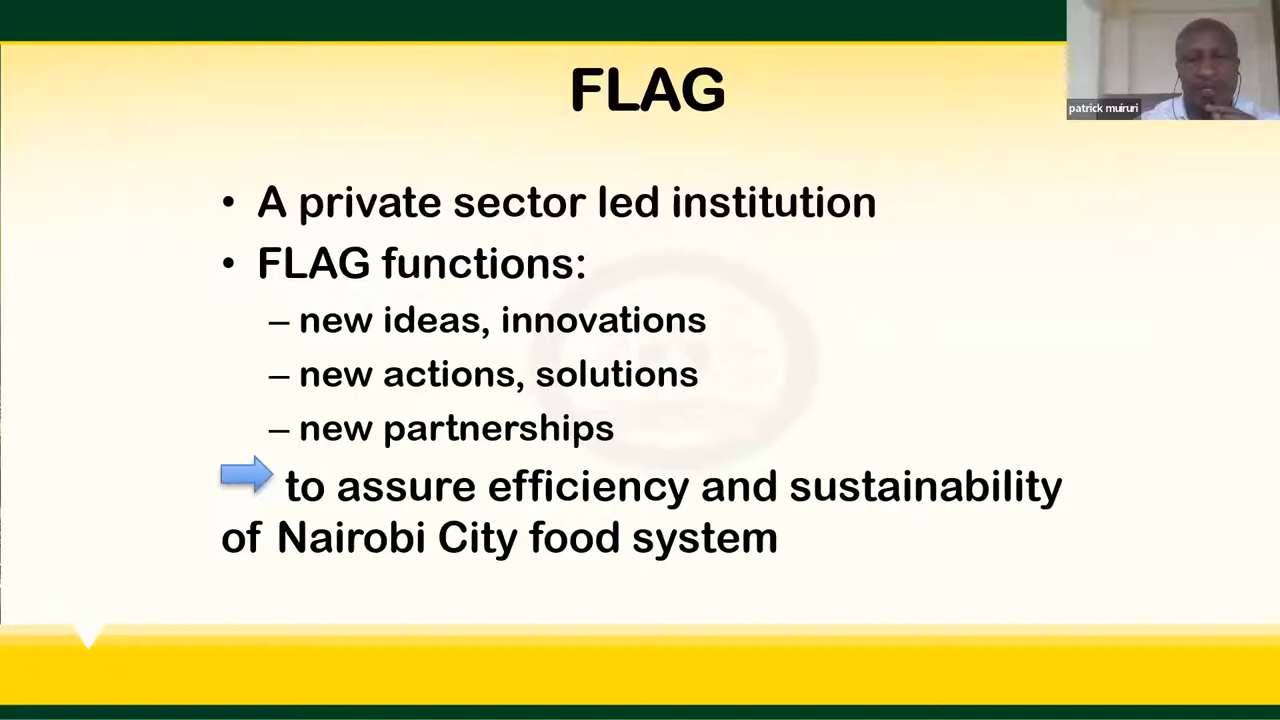 FLAG
patrick muiruri
• A private sector led institution
• FLAG functions:
– new ideas, innovations
– new actions, solutions
– new partnerships
to assure efficiency and sustainability
of Nairobi City food system